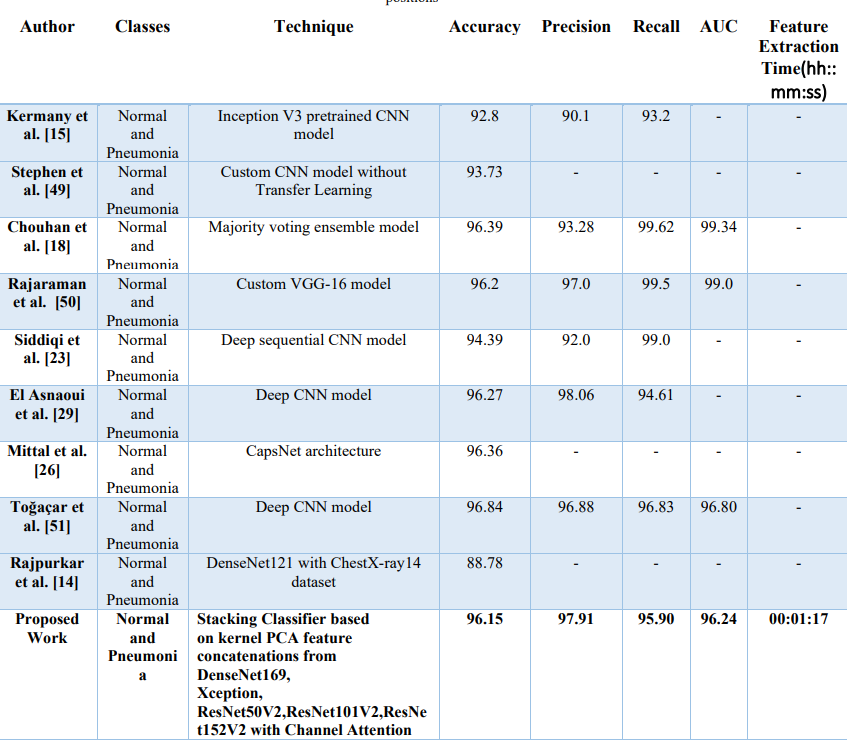 positions
Author Classes Technique Accuracy Precision Recall AUC Feature
Extraction
Time(hh::
mm:ss)
Kermany et Normal Inception V3 pretrained CNN 92.8 90.1 93.2 - -
al. [15] and model
Pneumonia
Stephen et Normal Custom CNN model without 93.73 - - - -
al. [49] and Transfer Learning
Pneumonia
Chouhan et Normal Majority voting ensemble model 96.39 93.28 99.62 99.34 -
al. [18] and
Pneumonia
Rajaraman Normal Custom VGG-16 model 96.2 97.0 99.5 99.0 -
et al. [50] and
Pneumonia
Siddiqi et Normal Deep sequential CNN model 94.39 92.0 99.0 - -
al. [23] and
Pneumonia
El Asnaoui Normal Deep CNN model 96.27 98.06 94.61 - -
et al. [29] and
Pneumonia
Mittal et al. Normal CapsNet architecture 96.36 - - - -
[26] and
Pneumonia
Toğaçar et Normal Deep CNN model 96.84 96.88 96.83 96.80 -
al. [51] and
Pneumonia
Rajpurkar Normal DenseNet121 with ChestX-ray14 88.78 - - - -
et al. [14] and dataset
Pneumonia
Proposed Normal Stacking Classifier based 96.15 97.91 95.90 96.24 00:01:17
Work and on kernel PCA feature
Pneumoni concatenations from
a DenseNet169,
Xception,
ResNet50V2,ResNet101V2,ResNe
t152V2 with Channel Attention